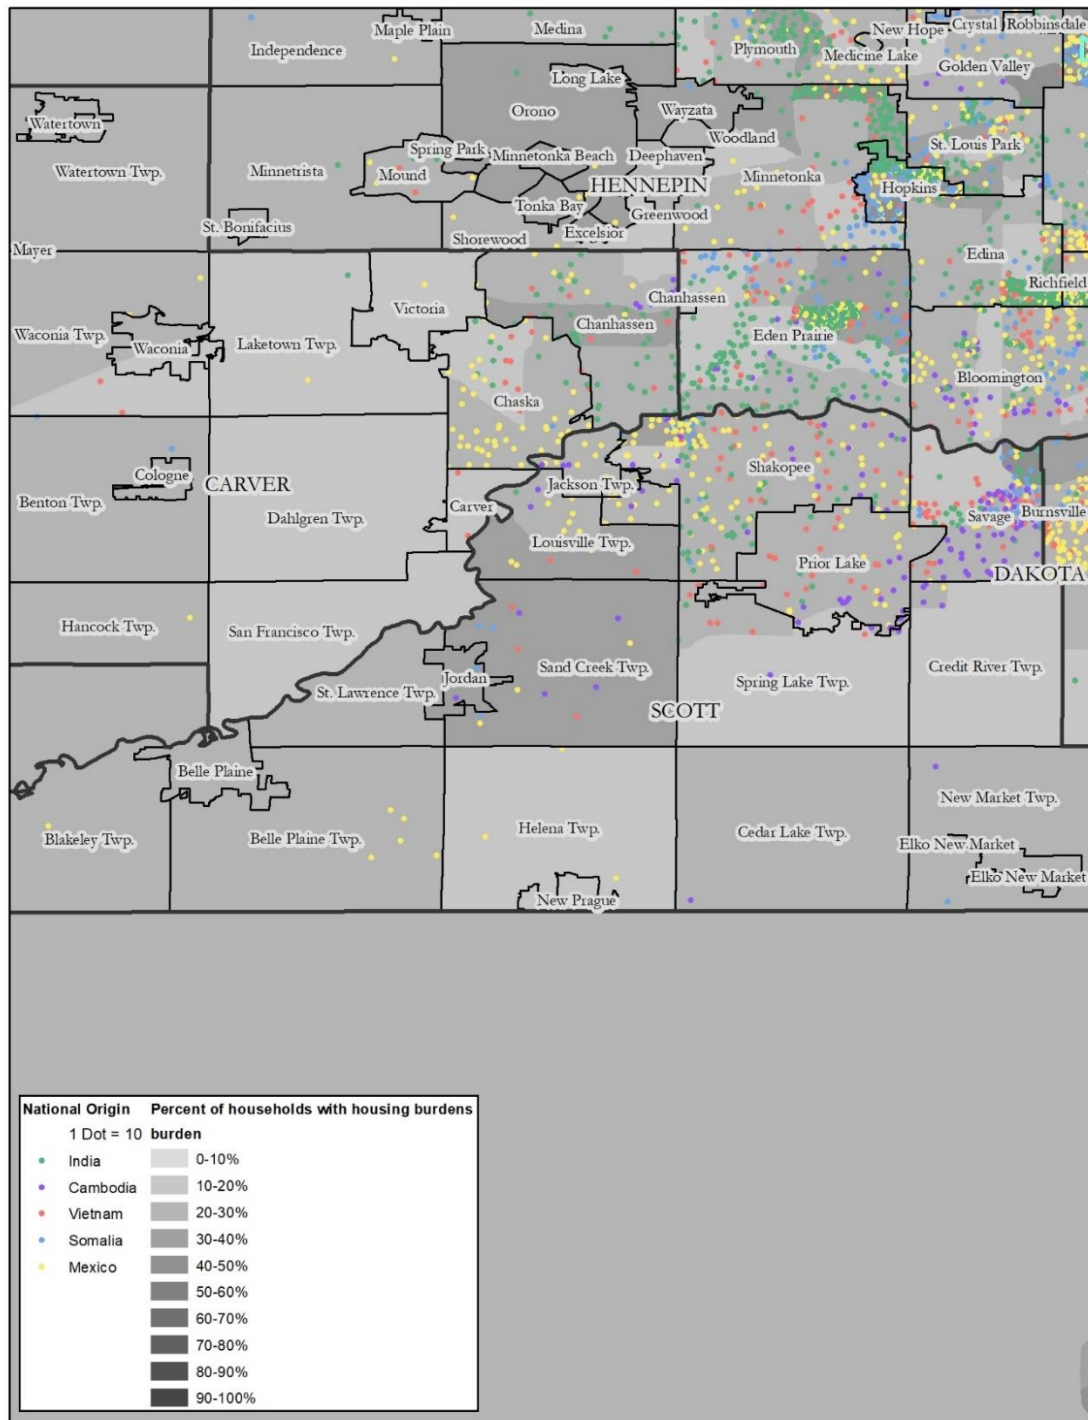 Maple Plain
Medina
New Hope
Crystal
Robbinsdale
Independence
Plymouth
Medicine Lake
Golden Valley
Long Lake
Orono
Wayzata
Watertown
Woodland
St. Louis Park
Spring Park
Minnetonka Beach
Deephaven
Watertown Twp.
Minnetrista
Mound
HENNEPIN
Minnetonka
Hopkins
Tonka Bay
Greenwood
St. Bonifacius
Excelsior
Shorewood
Mayer
Edina
Richfield
Victoria
Chanhassen
Chanhassen
Waconia Twp.
Waconia
Laketown Twp.
Eden Prairie
Bloomington
Chaska
Cologne
Shakopee
Benton Twp.
CARVER
Jackson Twp.
Carver
Dahlgren Twp.
Savage
Burnsville
Louisville Twp.
Prior Lake
DAKOTA
Hancock Twp.
San Francisco Twp.
Sand Creek Twp.
Credit River Twp.
Jordan
Spring Lake Twp.
St. Lawrence Twp.
SCOTT
Belle Plaine
New Market Twp.
Blakeley Twp.
Belle Plaine Twp.
Helena Twp.
Cedar Lake Twp.
Elko New Market
Elko New Market
New Prague
National Origin
1 Dot = 10
India
Cambodia
Vietnam
Somalia
Mexico
Percent of households with housing burdens
burden
0-10%
10-20%
20-30%
30-40%
40-50%
50-60%
60-70%
70-80%
80-90%
90-100%